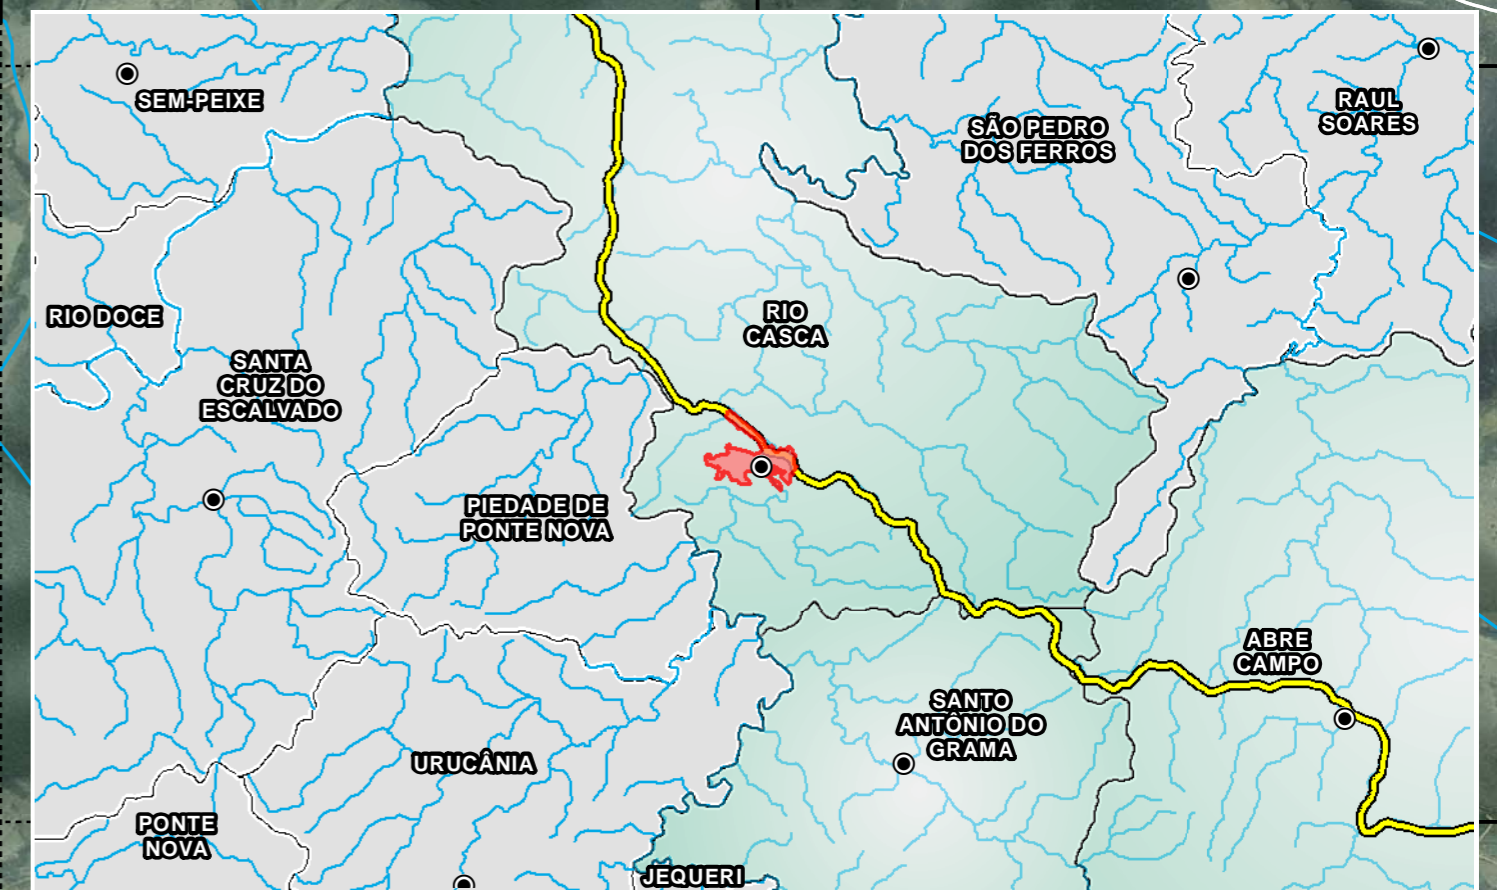 SEM-PEIXE
RAUL
SOARES
SÃO PEDRO
DOS FERROS
RIO DOCE
RIO
CASCA
SANTA
CRUZ DO
ESCALVADO
PIEDADE DE
PONTE NOVA
ABRE
CAMPO
SANTO
ANTÔNIO DO
GRAMA
URUCÂNIA
PONTE
NOVA
JEQUERI